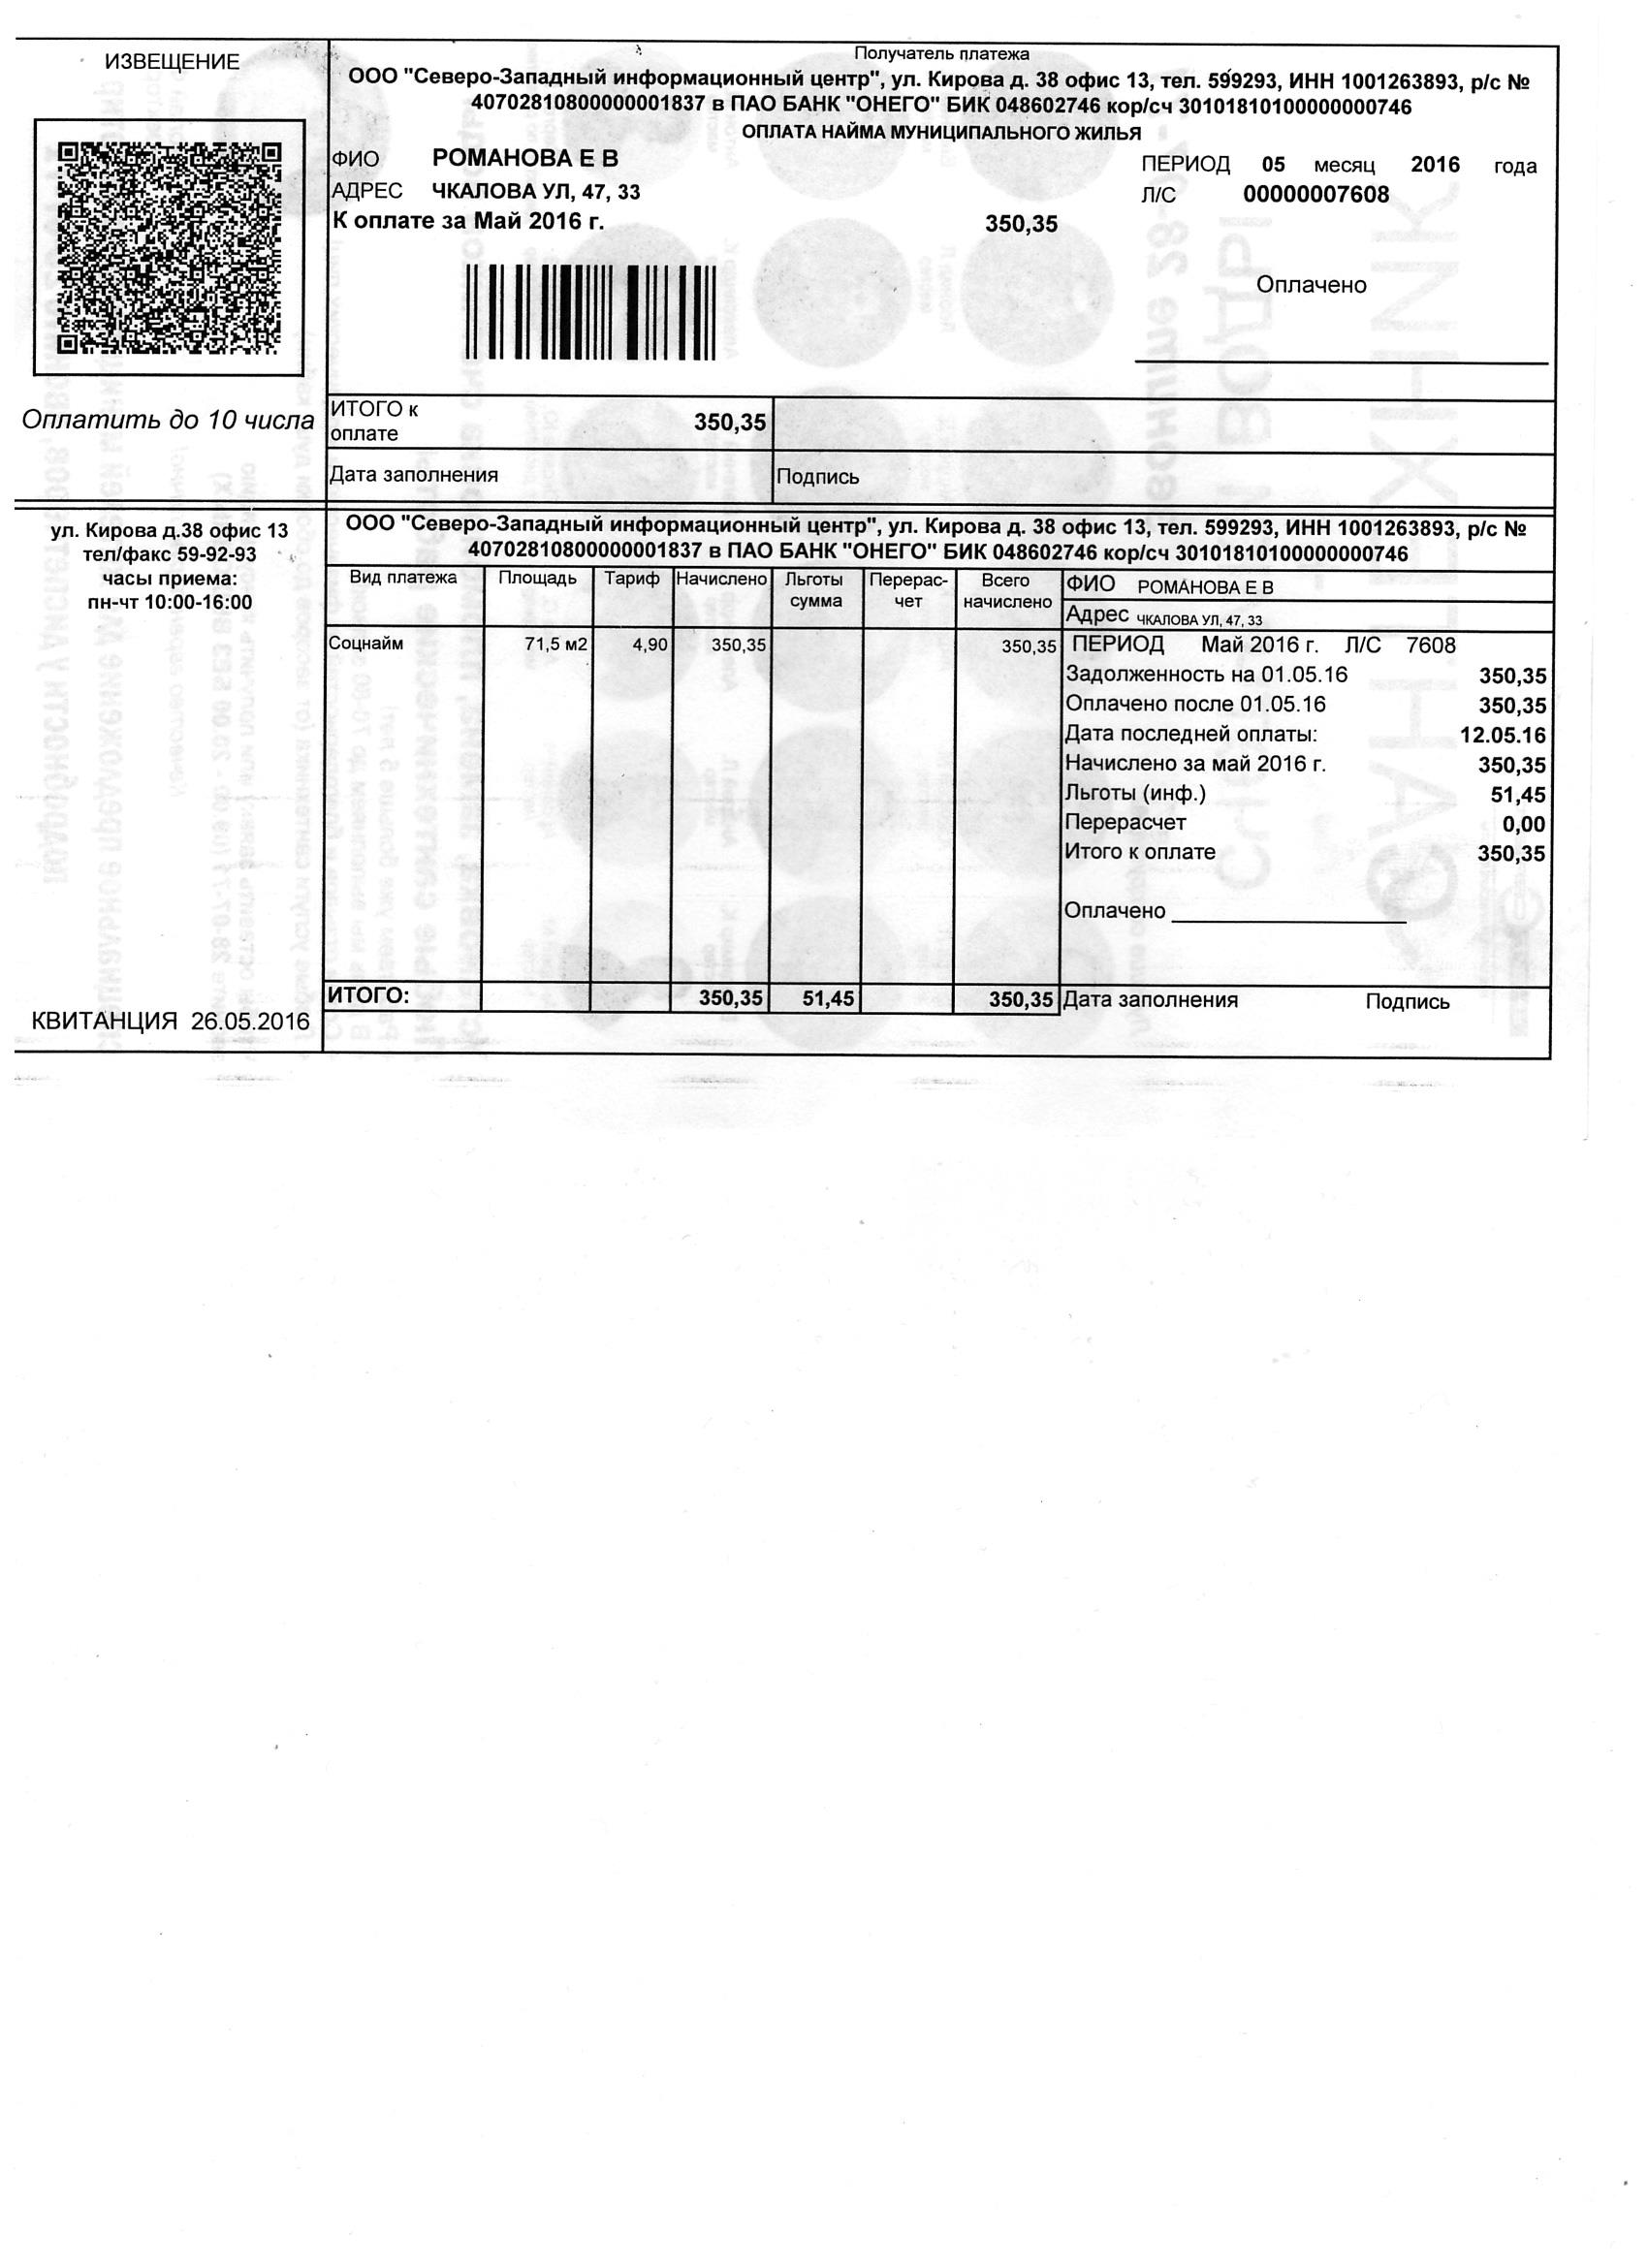 ИЗВЕЩЕНИЕ
Получатель платежа
ООО "Северо-Западный информационный центр", ул. Кирова д. 38 офис 13, тел. 599293, ИНН 1001263893, р/с №
40702810800000001837 в ПАО БАНК "ОНЕГО" БИК 048602746 кор/сч 30101810100000000746
ОПЛАТА НАЙМА МУНИЦИПАЛЬНОГО ЖИЛЬЯ
ФИО РОМАНОВА Е В
ПЕРИОД 05 месяц 2016 года
АДРЕС ЧКАЛОВА УЛ, 47, 33
Л/С 00000007608
К оплате за Май 2016 г. 350,35
Оплачено
Оплатить до 10 числа
ИТОГО к оплате 350,35
Дата заполнения Подпись
ул. Кирова д.38 офис 13
тел/факс 59-92-93
часы приема:
пн-чт 10:00-16:00
ООО "Северо-Западный информационный центр", ул. Кирова д. 38 офис 13, тел. 599293, ИНН 1001263893, р/с №
40702810800000001837 в ПАО БАНК "ОНЕГО" БИК 048602746 кор/сч 30101810100000000746
Вид платежа Площадь Тариф Начислено Льготы сумма Перерас-чет Всего начислено
Соцнайм 71,5 м2 4,90 350,35 350,35
ИТОГО: 350,35 51,45 350,35
ФИО РОМАНОВА Е В
Адрес ЧКАЛОВА УЛ, 47, 33
ПЕРИОД Май 2016 г. Л/С 7608
Задолженность на 01.05.16 350,35
Оплачено после 01.05.16 350,35
Дата последней оплаты: 12.05.16
Начислено за май 2016 г. 350,35
Льготы (инф.) 51,45
Перерасчет 0,00
Итого к оплате 350,35
Оплачено
Дата заполнения Подпись
КВИТАНЦИЯ 26.05.2016